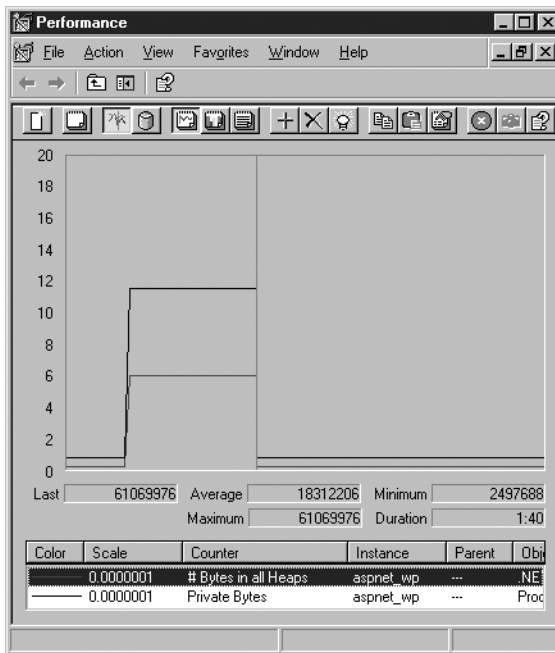 Performance
File Action View Favorites Window Help
20
18
16
14
12
10
8
6
4
2
0
Last 61069976 Average 18312206 Minimum 2497688
Maximum 61069976 Duration 1:40
Color Scale Counter Instance Parent Obj
0.0000001 # Bytes in all Heaps aspnet_wp --- .NE
0.0000001 Private Bytes aspnet_wp --- Proc